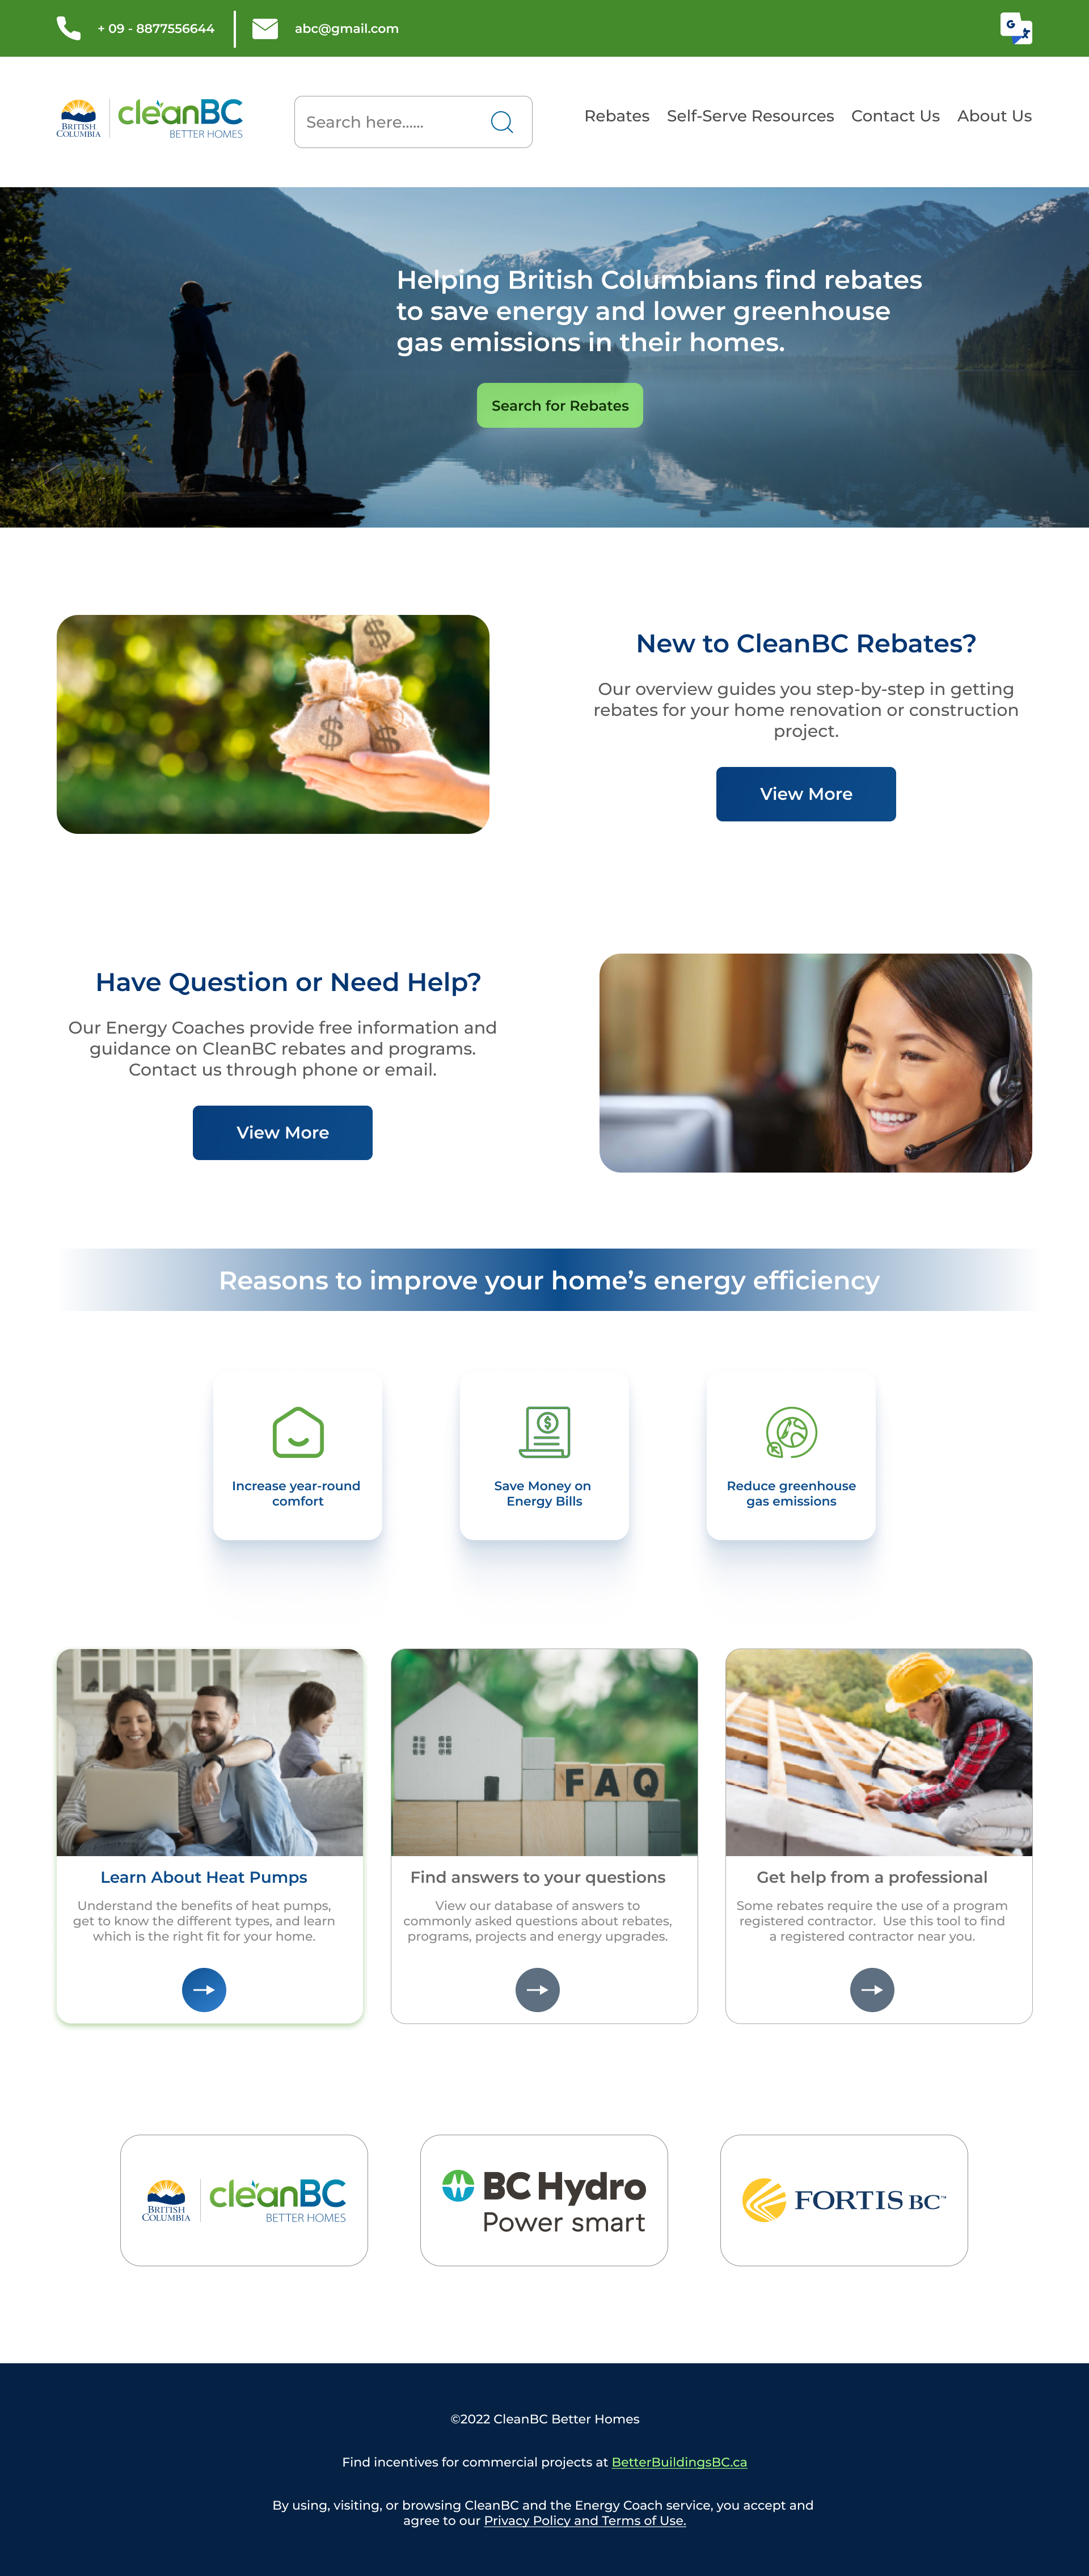 + 09 - 8877556644
abc@gmail.com
G
BRITISH
COLUMBIA
cleanBC
BETTER HOMES
Search here......
Rebates
Self-Serve Resources
Contact Us
About Us
Helping British Columbians find rebates
to save energy and lower greenhouse
gas emissions in their homes.
Search for Rebates
$
$
$
New to CleanBC Rebates?
Our overview guides you step-by-step in getting
rebates for your home renovation or construction
project.
View More
Have Question or Need Help?
Our Energy Coaches provide free information and
guidance on CleanBC rebates and programs.
Contact us through phone or email.
View More
Reasons to improve your home’s energy efficiency
$
Increase year-round
comfort
Save Money on
Energy Bills
Reduce greenhouse
gas emissions
FAQ
Learn About Heat Pumps
Understand the benefits of heat pumps,
get to know the different types, and learn
which is the right fit for your home.
Find answers to your questions
View our database of answers to
commonly asked questions about rebates,
programs, projects and energy upgrades.
Get help from a professional
Some rebates require the use of a program
registered contractor.  Use this tool to find
a registered contractor near you.
BRITISH
COLUMBIA
cleanBC
BETTER HOMES
BC Hydro
Power smart
FORTIS BC™
©2022 CleanBC Better Homes
Find incentives for commercial projects at BetterBuildingsBC.ca
By using, visiting, or browsing CleanBC and the Energy Coach service, you accept and
agree to our Privacy Policy and Terms of Use.